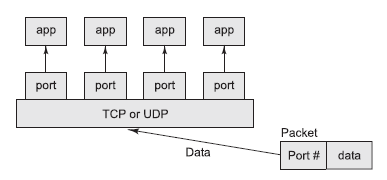 app app app app
port port port port
TCP or UDP
Packet
Data
Port # data